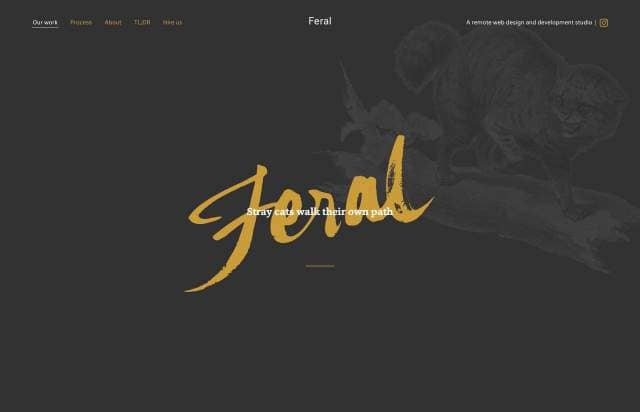 Our work
Process
About
TL;DR
Hire us
Feral
A remote web design and development studio |
Feral
Stray cats walk their own path